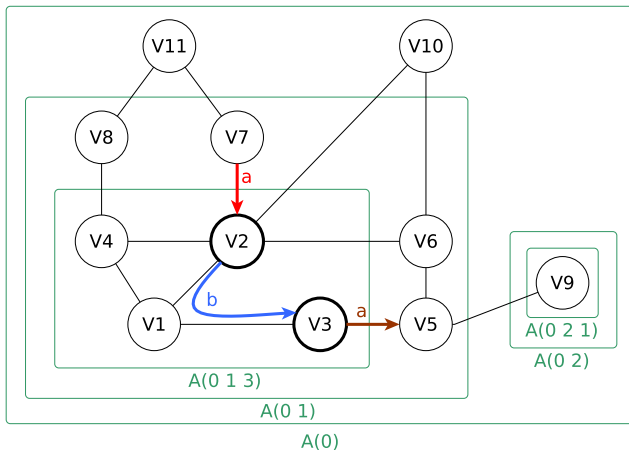 V11
V10
V8
V7
a
V4
V2
V6
V9
b
a
V1
V3
V5
A(0 2 1)
A(0 2)
A(0 1 3)
A(0 1)
A(0)